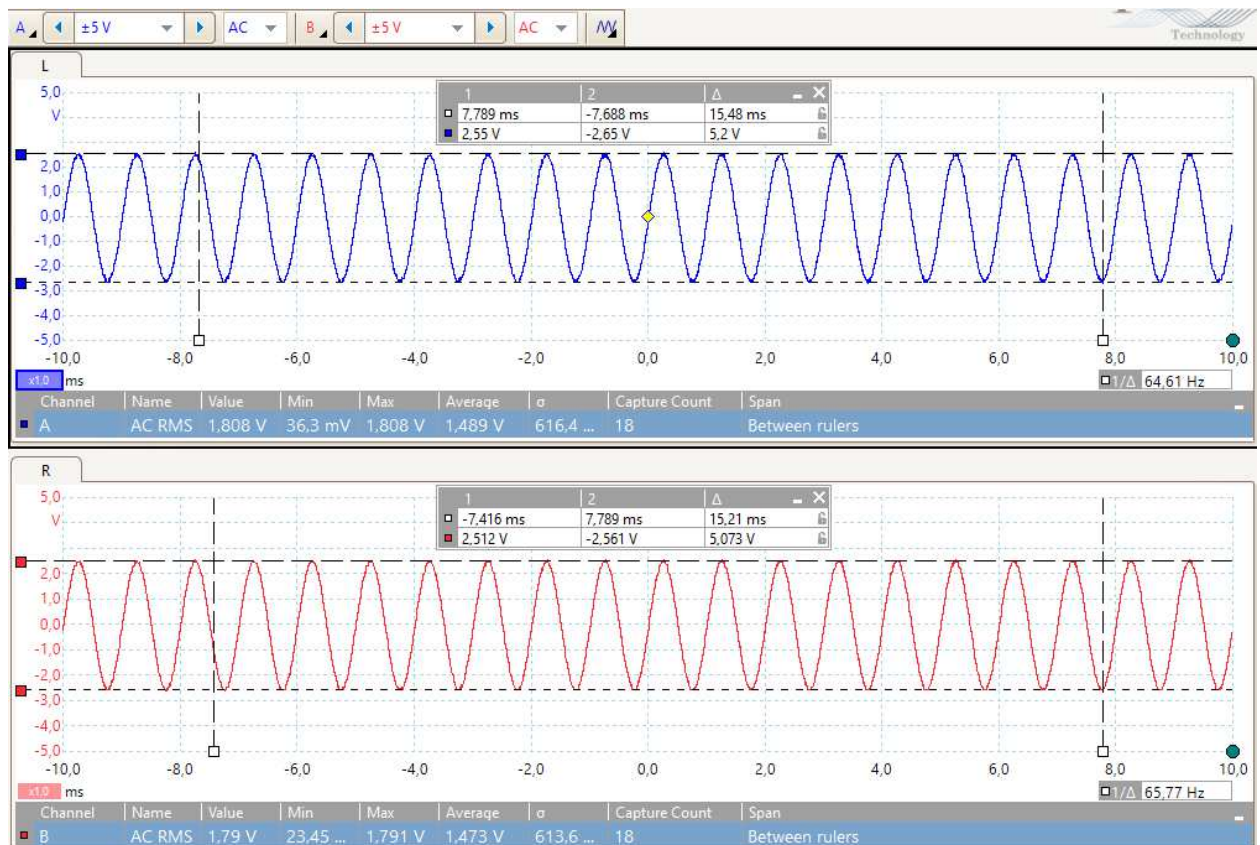 A ±5 V AC B ±5 V AC
Technology
L
1 2 Δ
7,789 ms -7,688 ms 15,48 ms
2,55 V -2,65 V 5,2 V
5,0
V
2,0
1,0
0,0
-1,0
-2,0
-3,0
-5,0
-10,0 -8,0 -6,0 -4,0 -2,0 0,0 2,0 4,0 6,0 8,0 10,0
x1,0 ms 1/Δ 64,61 Hz
Channel Name Value Min Max Average σ Capture Count Span
A AC RMS 1,808 V 36,3 mV 1,808 V 1,489 V 616,4 ... 18 Between rulers
R
1 2 Δ
-7,416 ms 7,789 ms 15,21 ms
2,512 V -2,561 V 5,073 V
5,0
V
2,0
1,0
0,0
-1,0
-2,0
-3,0
-4,0
-5,0
-10,0 -8,0 -6,0 -4,0 -2,0 0,0 2,0 4,0 6,0 8,0 10,0
x1,0 ms 1/Δ 65,77 Hz
Channel Name Value Min Max Average σ Capture Count Span
B AC RMS 1,79 V 23,45 ... 1,791 V 1,473 V 613,6 ... 18 Between rulers